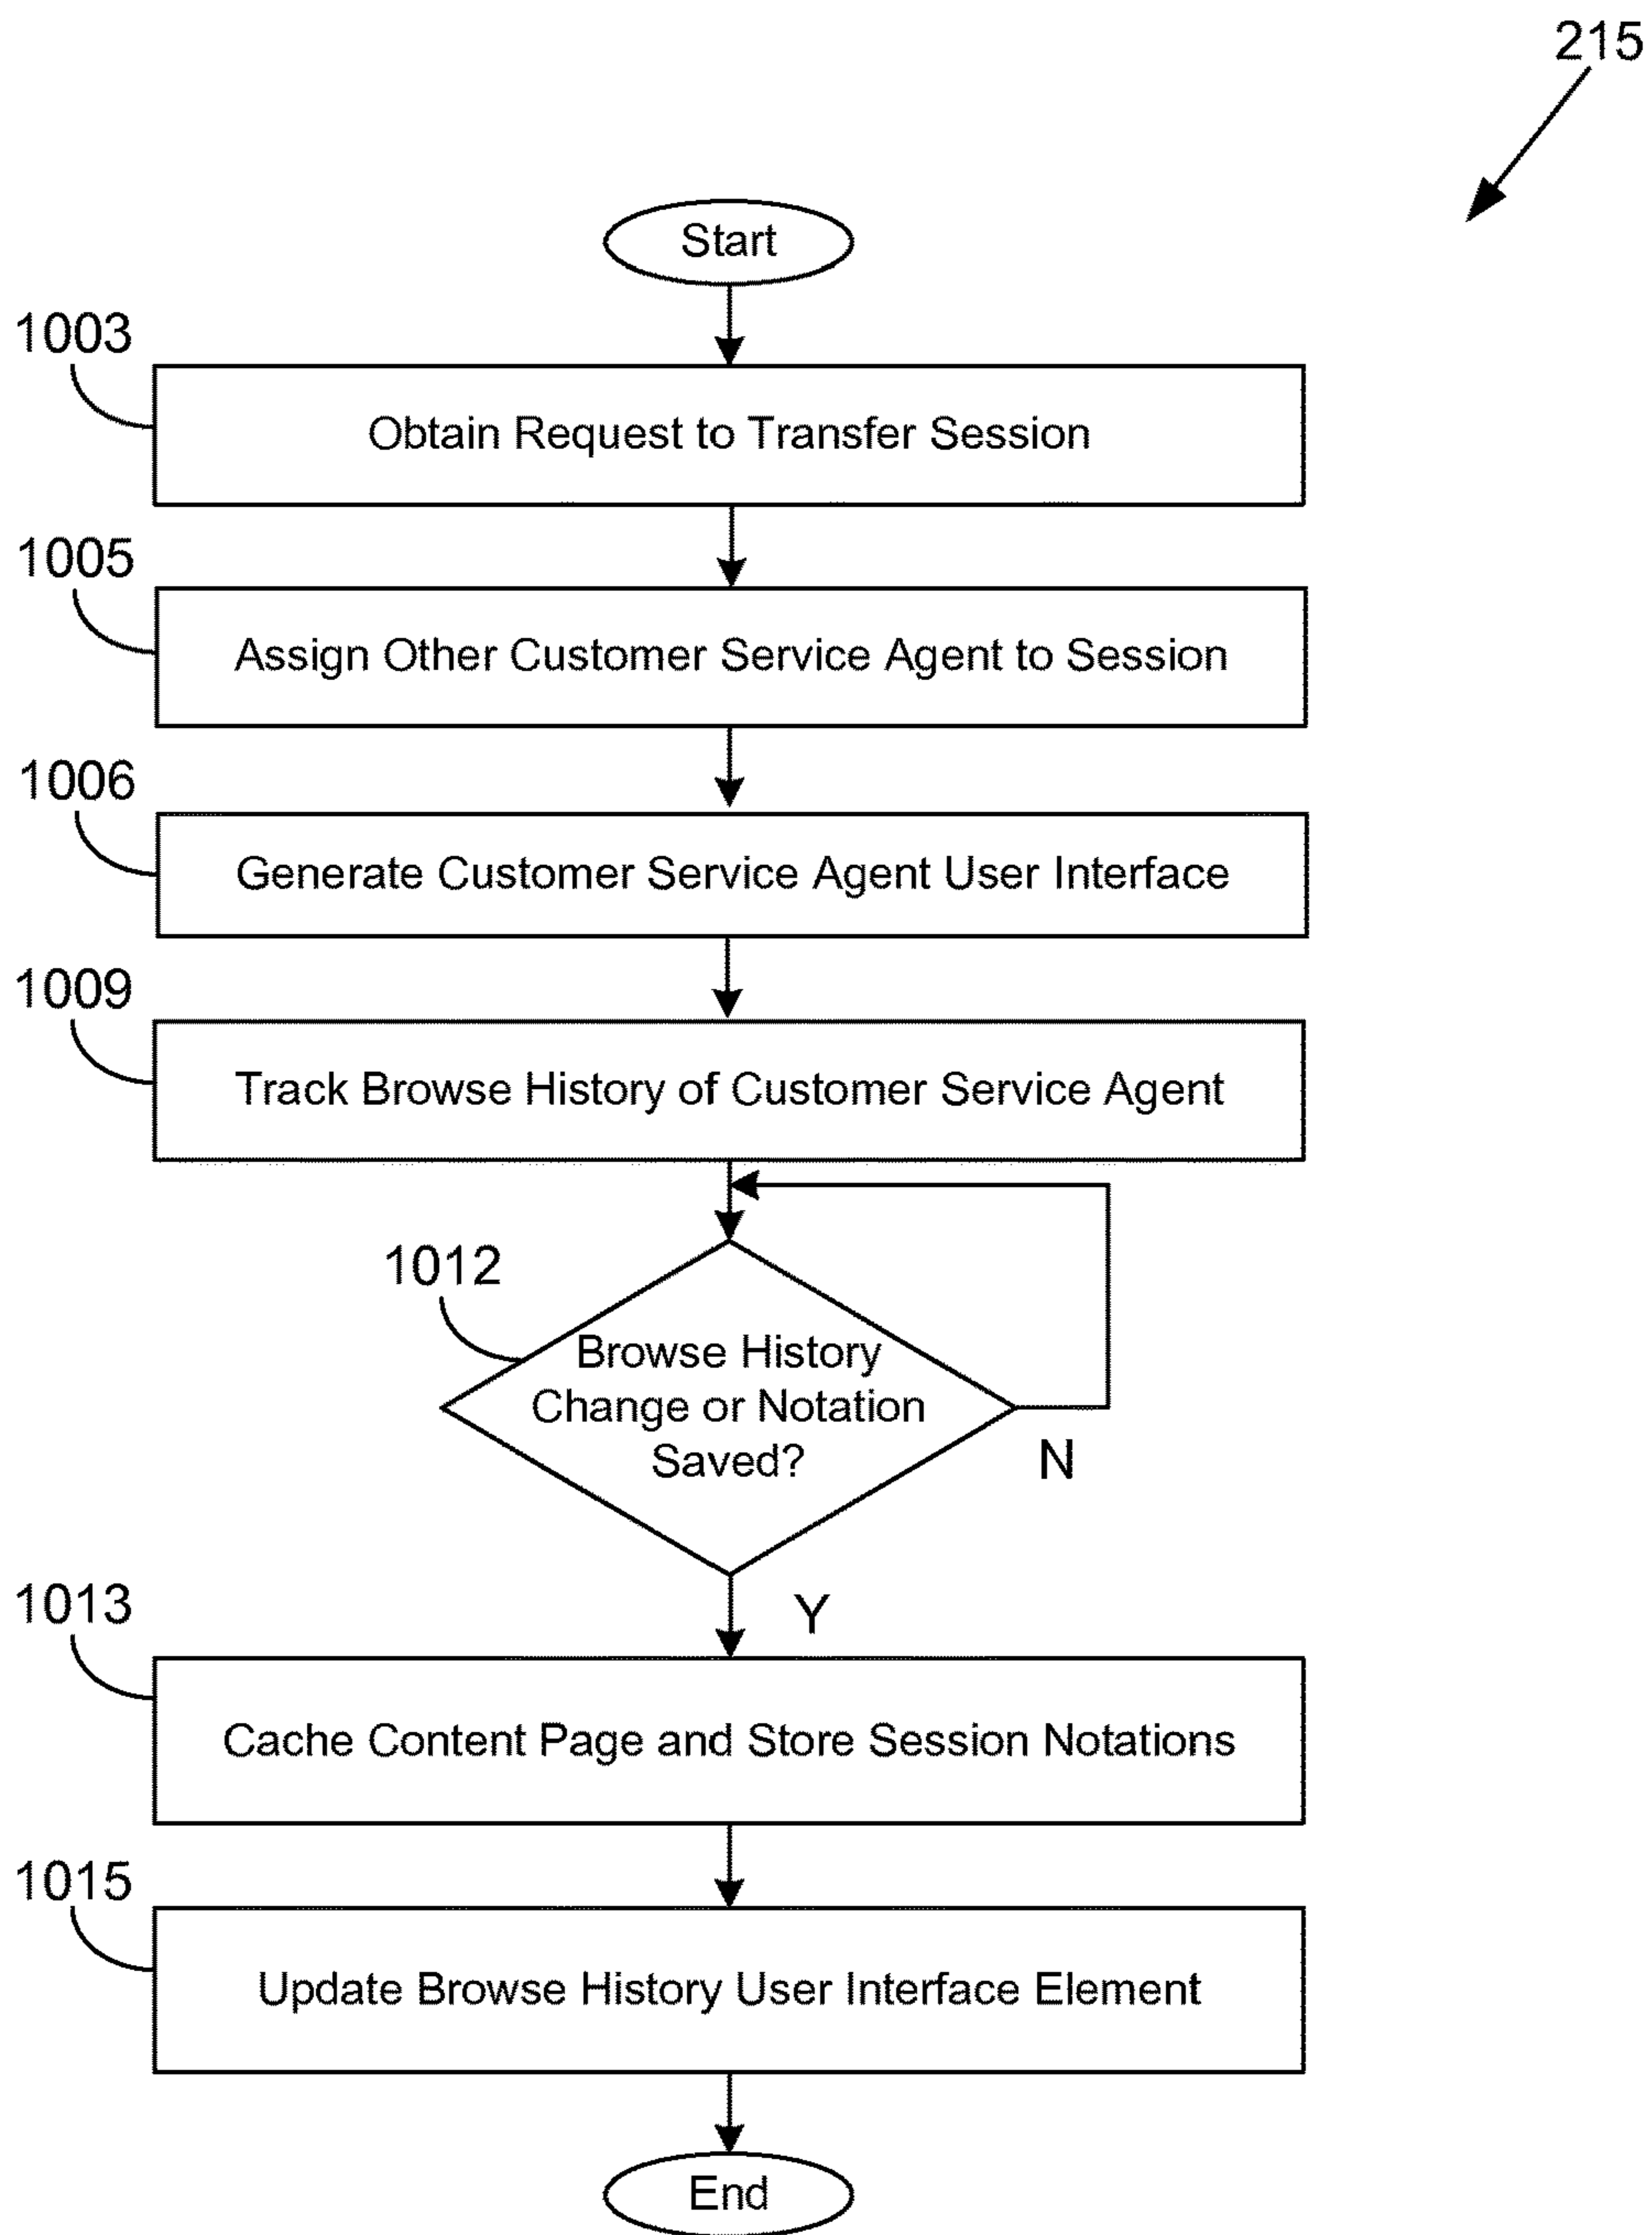 215
Start
1003
Obtain Request to Transfer Session
1005
Assign Other Customer Service Agent to Session
1006
Generate Customer Service Agent User Interface
1009
Track Browse History of Customer Service Agent
1012
Browse History
Change or Notation
Saved?
N
Y
1013
Cache Content Page and Store Session Notations
1015
Update Browse History User Interface Element
End